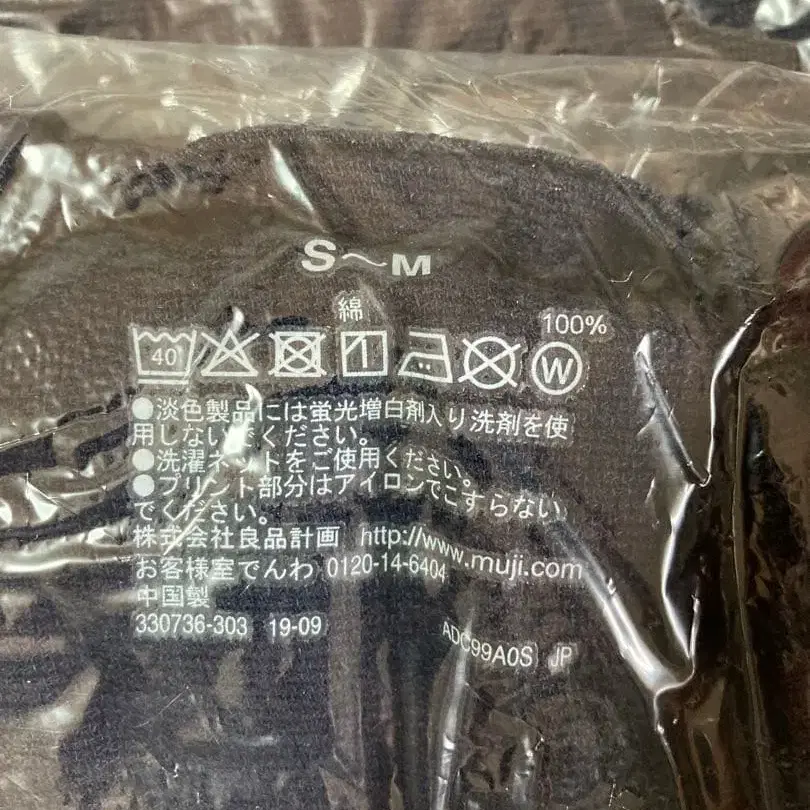 S～M
綿 100%
40 W
●淡色製品には蛍光増白剤入り洗剤を使
用しないでください。
●洗濯ネットをご使用ください。
●プリント部分はアイロンでこすらない
でください。
株式会社良品計画 http://www.muji.com
お客様室でんわ 0120-14-6404
中国製
330736-303 19-09
ADC99A0S JP